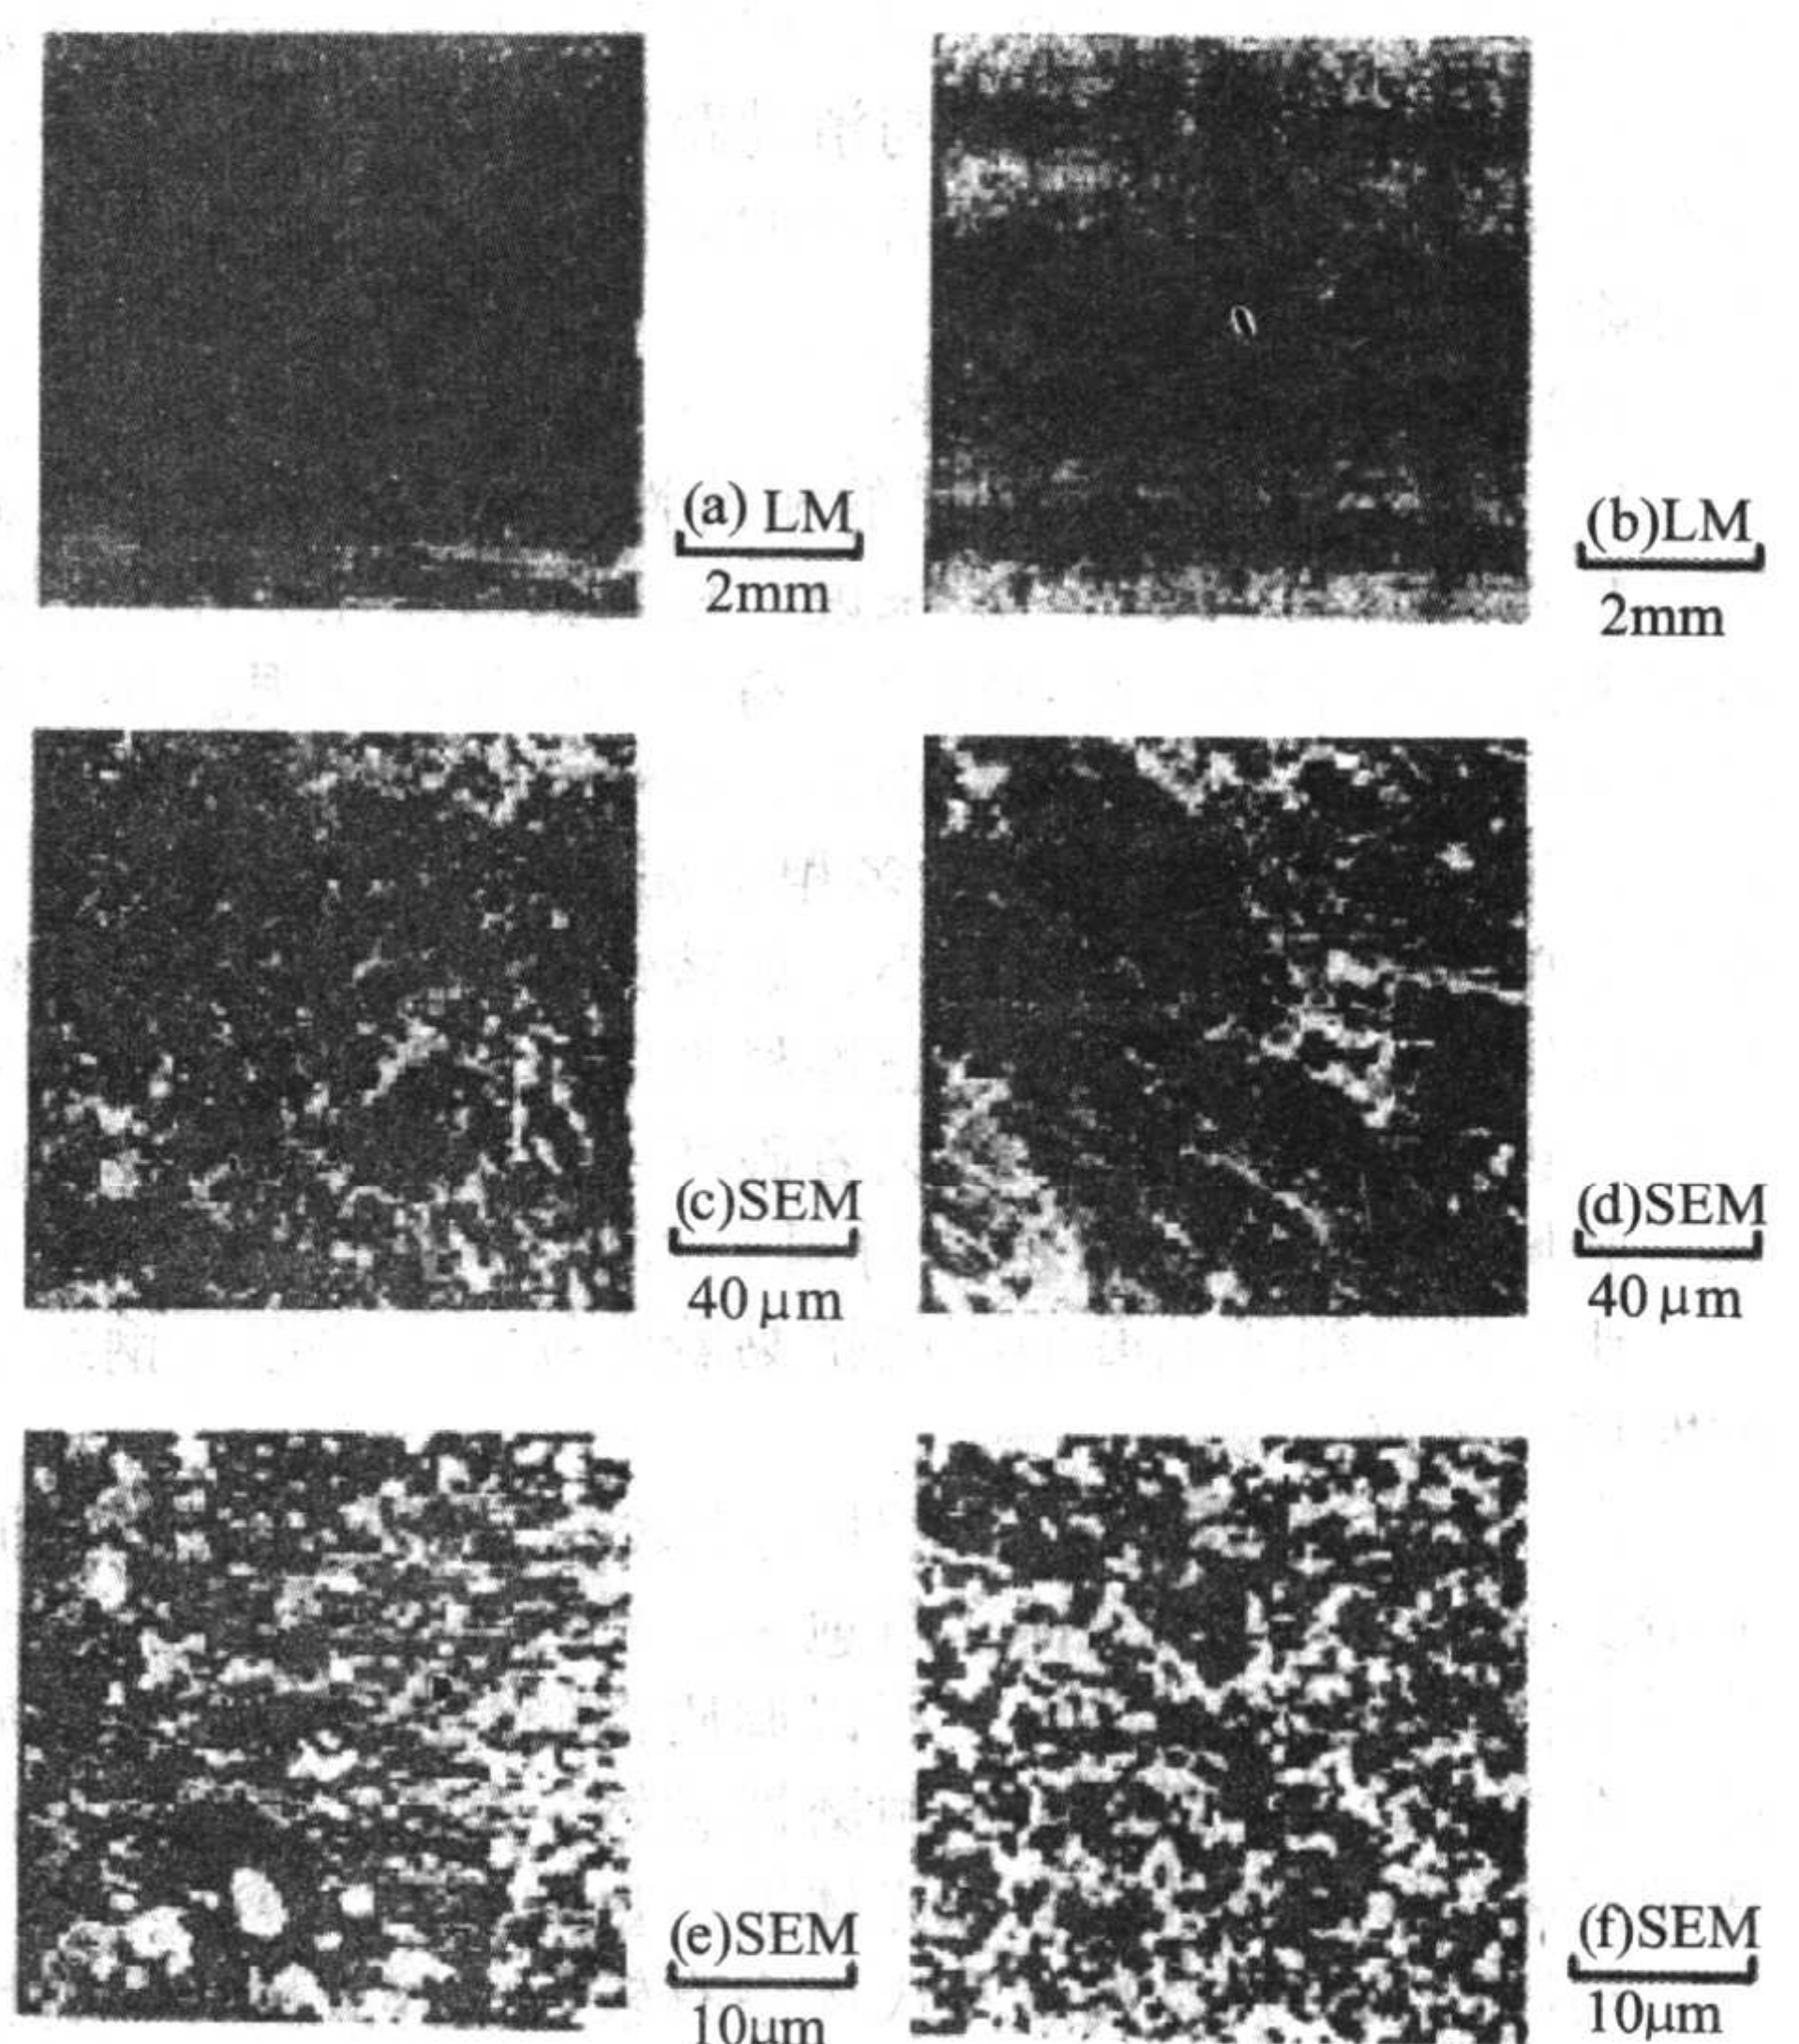 (a) LM
2mm
(b)LM
2mm
(c)SEM
40 μm
(d)SEM
40 μm
(e)SEM
10μm
(f)SEM
10μm